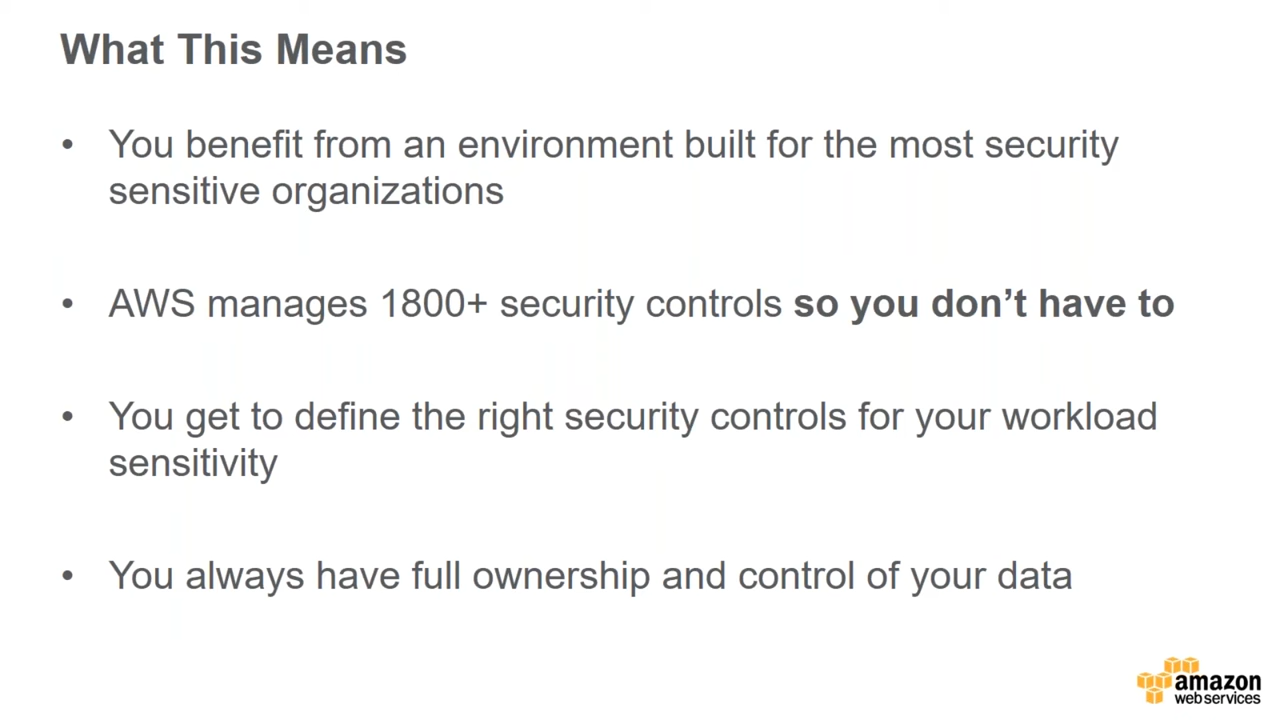 What This Means
• You benefit from an environment built for the most security
sensitive organizations
• AWS manages 1800+ security controls so you don’t have to
• You get to define the right security controls for your workload
sensitivity
• You always have full ownership and control of your data
amazon
webservices